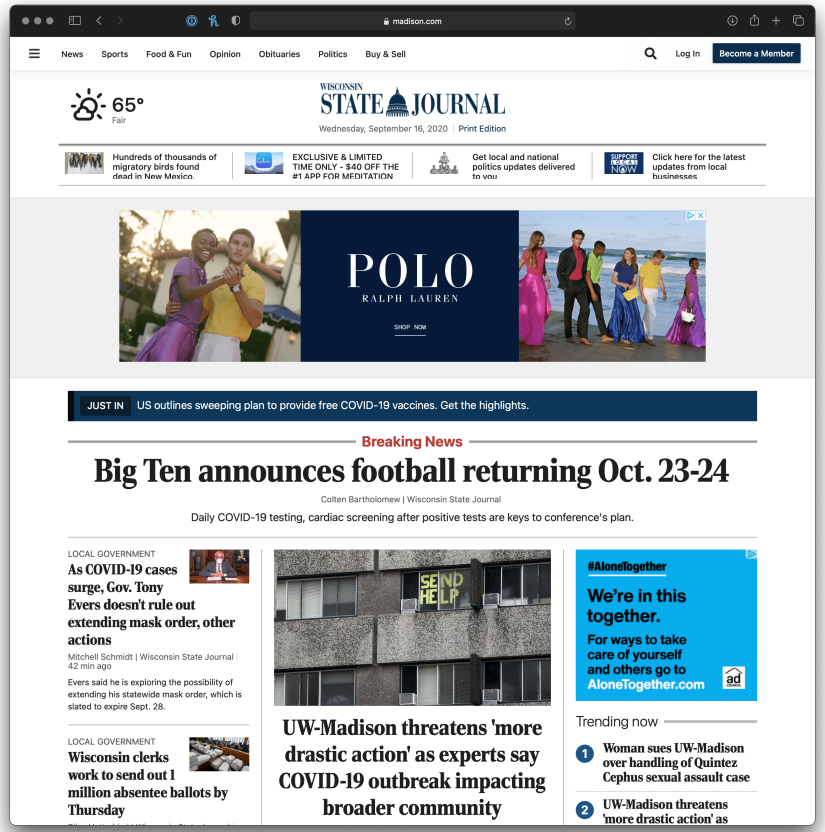 madison.com
News Sports Food & Fun Opinion Obituaries Politics Buy & Sell Log In Become a Member
65°
Fair
WISCONSIN
STATE JOURNAL
Wednesday, September 16, 2020 | Print Edition
Hundreds of thousands of
migratory birds found
dead in New Mexico.
EXCLUSIVE & LIMITED
TIME ONLY - $40 OFF THE
#1 APP FOR MEDITATION
Get local and national
politics updates delivered
to you
SUPPORT
LOCAL
NOW
Click here for the latest
updates from local
businesses
POLO
RALPH LAUREN
SHOP NOW
JUST IN US outlines sweeping plan to provide free COVID-19 vaccines. Get the highlights.
Breaking News
Big Ten announces football returning Oct. 23-24
Colten Bartholomew | Wisconsin State Journal
Daily COVID-19 testing, cardiac screening after positive tests are keys to conference's plan.
LOCAL GOVERNMENT
As COVID-19 cases
surge, Gov. Tony
Evers doesn't rule out
extending mask order, other
actions
Mitchell Schmidt | Wisconsin State Journal |
42 min ago
Evers said he is exploring the possibility of
extending his statewide mask order, which is
slated to expire Sept. 28.
LOCAL GOVERNMENT
Wisconsin clerks
work to send out 1
million absentee ballots by
Thursday
SEND
HELP
UW-Madison threatens 'more
drastic action' as experts say
COVID-19 outbreak impacting
broader community
#AloneTogether
We're in this
together.
For ways to take
care of yourself
and others go to
AloneTogether.com
ad
COUNCIL
Trending now
1 Woman sues UW-Madison
over handling of Quintez
Cephus sexual assault case
2 UW-Madison threatens
'more drastic action' as